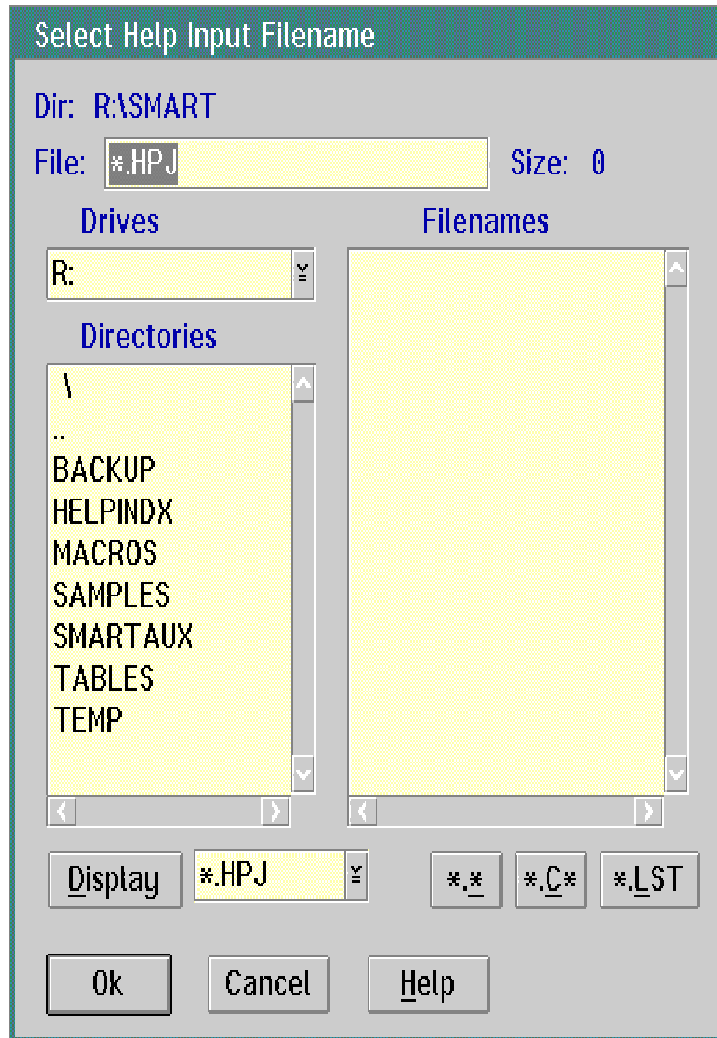 Select Help Input Filename
Dir: R:\SMART
File: *.HPJ Size: 0
Drives Filenames
R:
Directories
\
..
BACKUP
HELPINDX
MACROS
SAMPLES
SMARTAUX
TABLES
TEMP
Display *.HPJ *.* *.C* *.LST
Ok Cancel Help